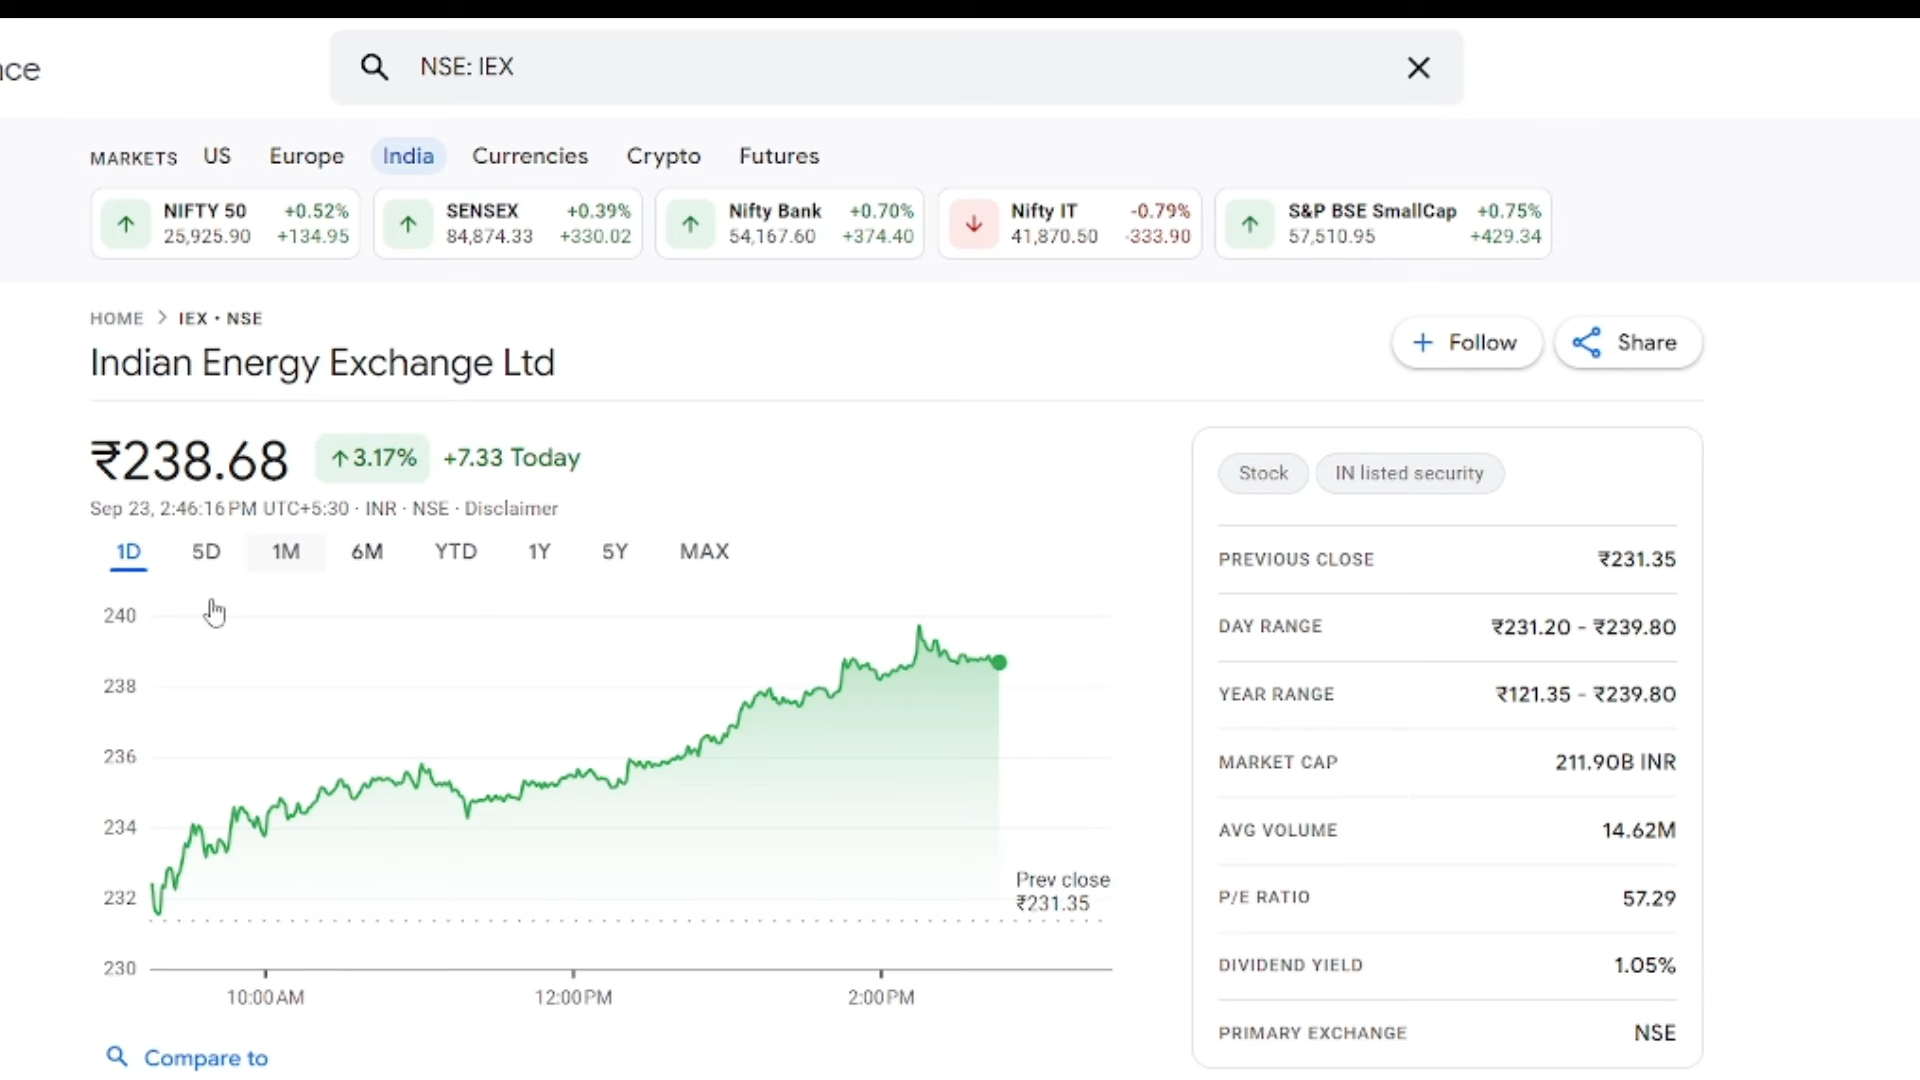 nce
NSE: IEX
MARKETS US Europe India Currencies Crypto Futures
NIFTY 50 +0.52%
25,925.90 +134.95
SENSEX +0.39%
84,874.33 +330.02
Nifty Bank +0.70%
54,167.60 +374.40
Nifty IT -0.79%
41,870.50 -333.90
S&P BSE SmallCap +0.75%
57,510.95 +429.34
HOME > IEX • NSE
Indian Energy Exchange Ltd
Follow
Share
₹238.68 ↑3.17% +7.33 Today
Sep 23, 2:46:16 PM UTC+5:30 · INR · NSE · Disclaimer
1D 5D 1M 6M YTD 1Y 5Y MAX
240
238
236
234
232
230
Prev close
₹231.35
10:00 AM 12:00 PM 2:00 PM
Compare to
Stock IN listed security
PREVIOUS CLOSE ₹231.35
DAY RANGE ₹231.20 - ₹239.80
YEAR RANGE ₹121.35 - ₹239.80
MARKET CAP 211.90B INR
AVG VOLUME 14.62M
P/E RATIO 57.29
DIVIDEND YIELD 1.05%
PRIMARY EXCHANGE NSE